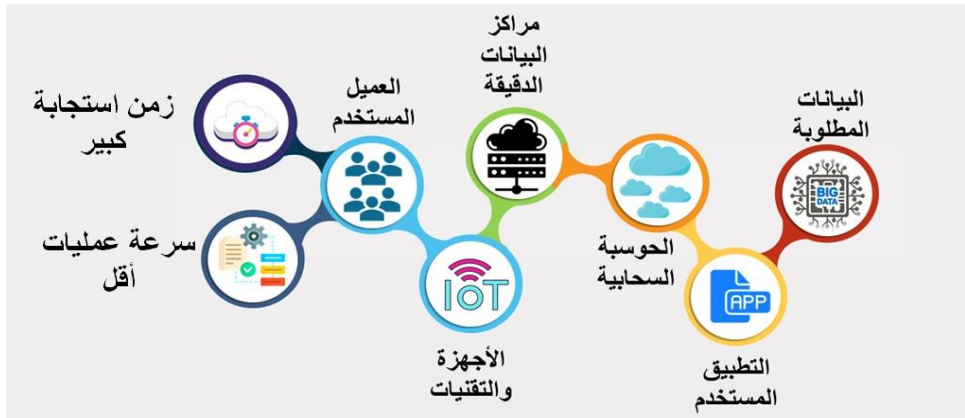 زمن استجابة
كبير
سرعة عمليات
أقل
العميل
المستخدم
IoT
الأجهزة
والتقنيات
مراكز
البيانات
الدقيقة
الحوسبة
السحابية
APP
التطبيق
المستخدم
البيانات
المطلوبة
BIG
DATA